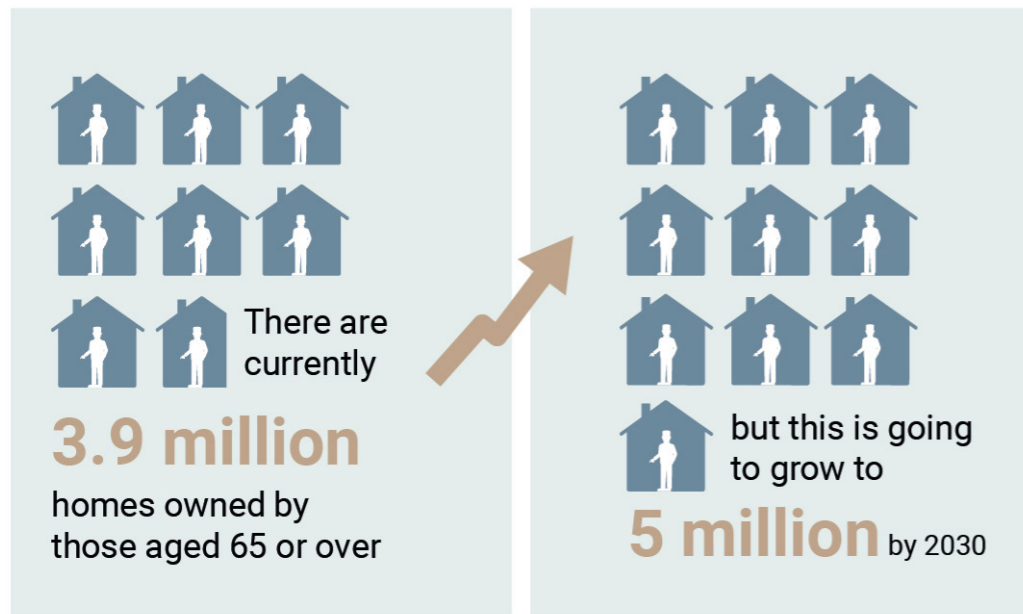 There are
currently
3.9 million
homes owned by
those aged 65 or over
but this is going
to grow to
5 million by 2030